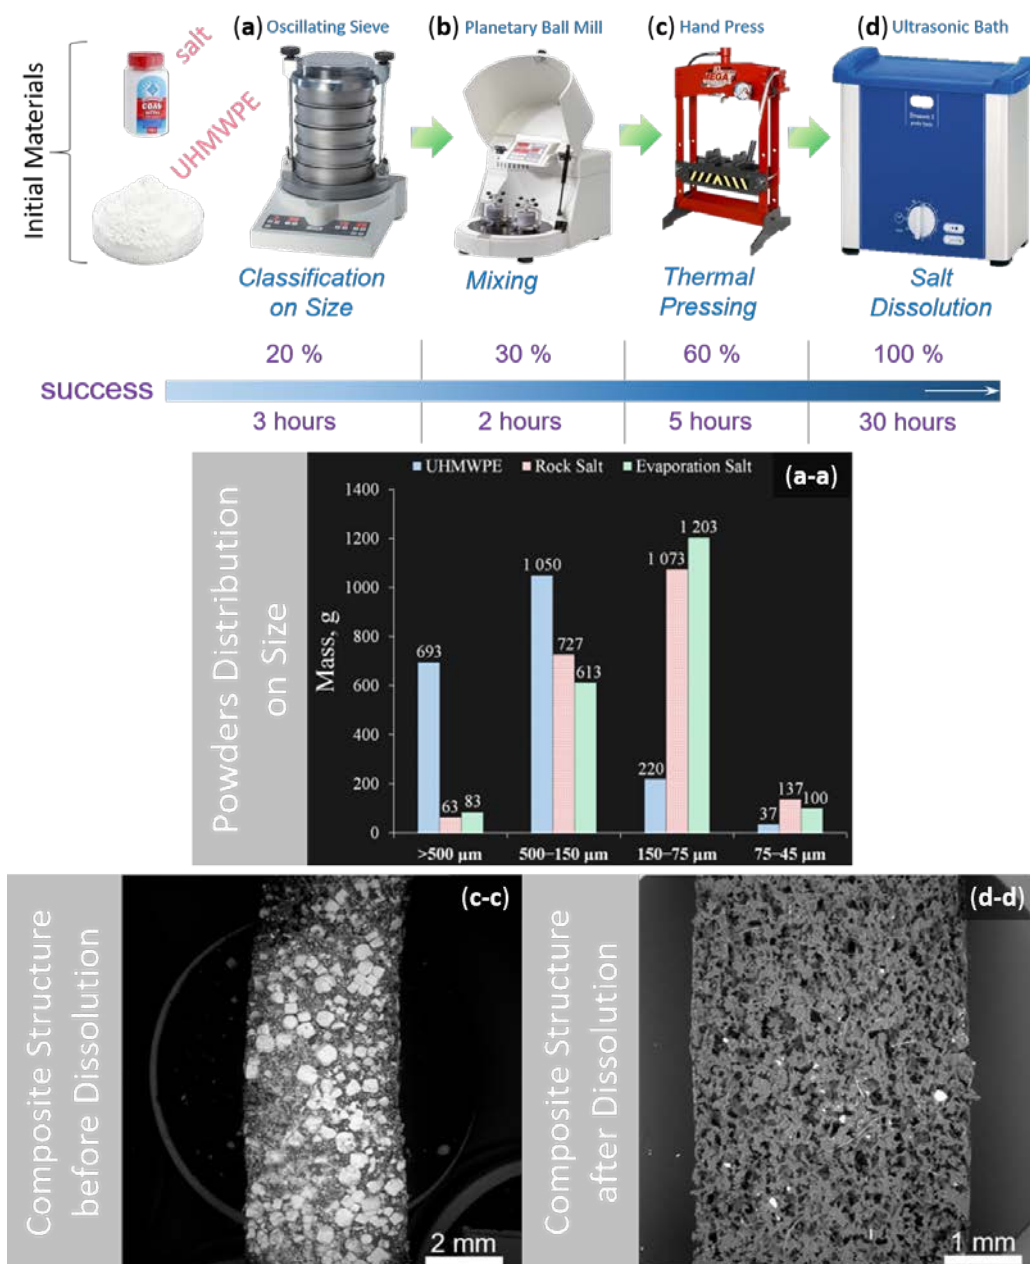 (a) Oscillating Sieve
(b) Planetary Ball Mill
(c) Hand Press
(d) Ultrasonic Bath
Initial Materials
salt
СОЛЬ
UHMWPE
MEGA
Classification
on Size
Mixing
Thermal
Pressing
Salt
Dissolution
20 %
30 %
60 %
100 %
success
3 hours
2 hours
5 hours
30 hours
Powders Distribution
on Size
UHMWPE
Rock Salt
Evaporation Salt
(a-a)
Mass, g
1400
1200
1000
800
600
400
200
0
693
63
83
1 050
727
613
220
1 073
1 203
37
137
100
>500 µm
500–150 µm
150–75 µm
75–45 µm
Composite Structure
before Dissolution
(c-c)
2 mm
Composite Structure
after Dissolution
(d-d)
1 mm